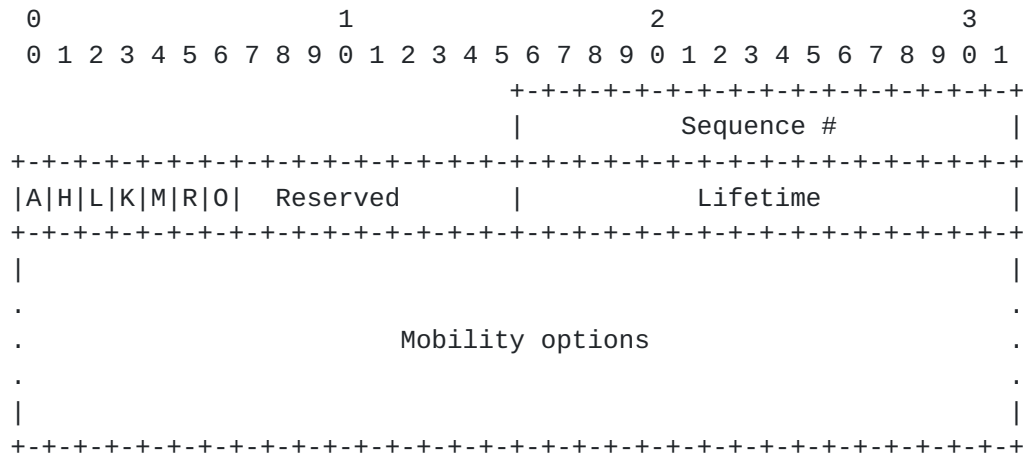 0                   1                   2                   3
 0 1 2 3 4 5 6 7 8 9 0 1 2 3 4 5 6 7 8 9 0 1 2 3 4 5 6 7 8 9 0 1
                                +-+-+-+-+-+-+-+-+-+-+-+-+-+-+-+-+
                                |          Sequence #           |
+-+-+-+-+-+-+-+-+-+-+-+-+-+-+-+-+-+-+-+-+-+-+-+-+-+-+-+-+-+-+-+-+
|A|H|L|K|M|R|O|  Reserved       |           Lifetime            |
+-+-+-+-+-+-+-+-+-+-+-+-+-+-+-+-+-+-+-+-+-+-+-+-+-+-+-+-+-+-+-+-+
|                                                               |
.                                                               .
.                        Mobility options                       .
.                                                               .
|                                                               |
+-+-+-+-+-+-+-+-+-+-+-+-+-+-+-+-+-+-+-+-+-+-+-+-+-+-+-+-+-+-+-+-+